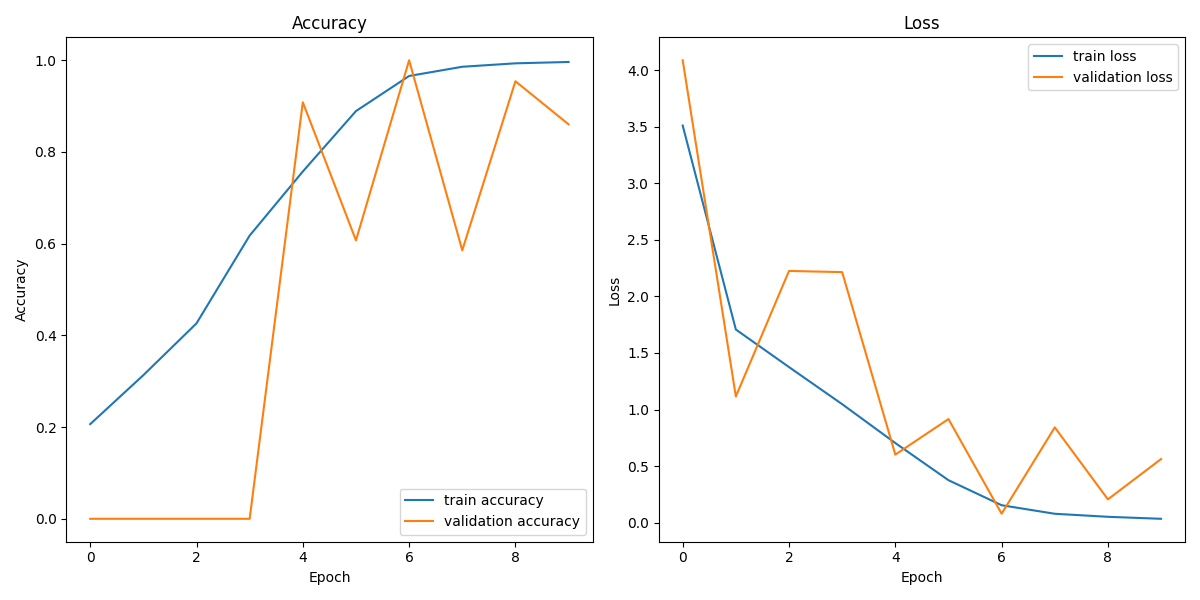 Accuracy
1.0
0.8
0.6
0.4
0.2
0.0
Accuracy
train accuracy
validation accuracy
0 2 4 6 8
Epoch
Loss
4.0
3.5
3.0
2.5
2.0
1.5
1.0
0.5
0.0
Loss
train loss
validation loss
0 2 4 6 8
Epoch